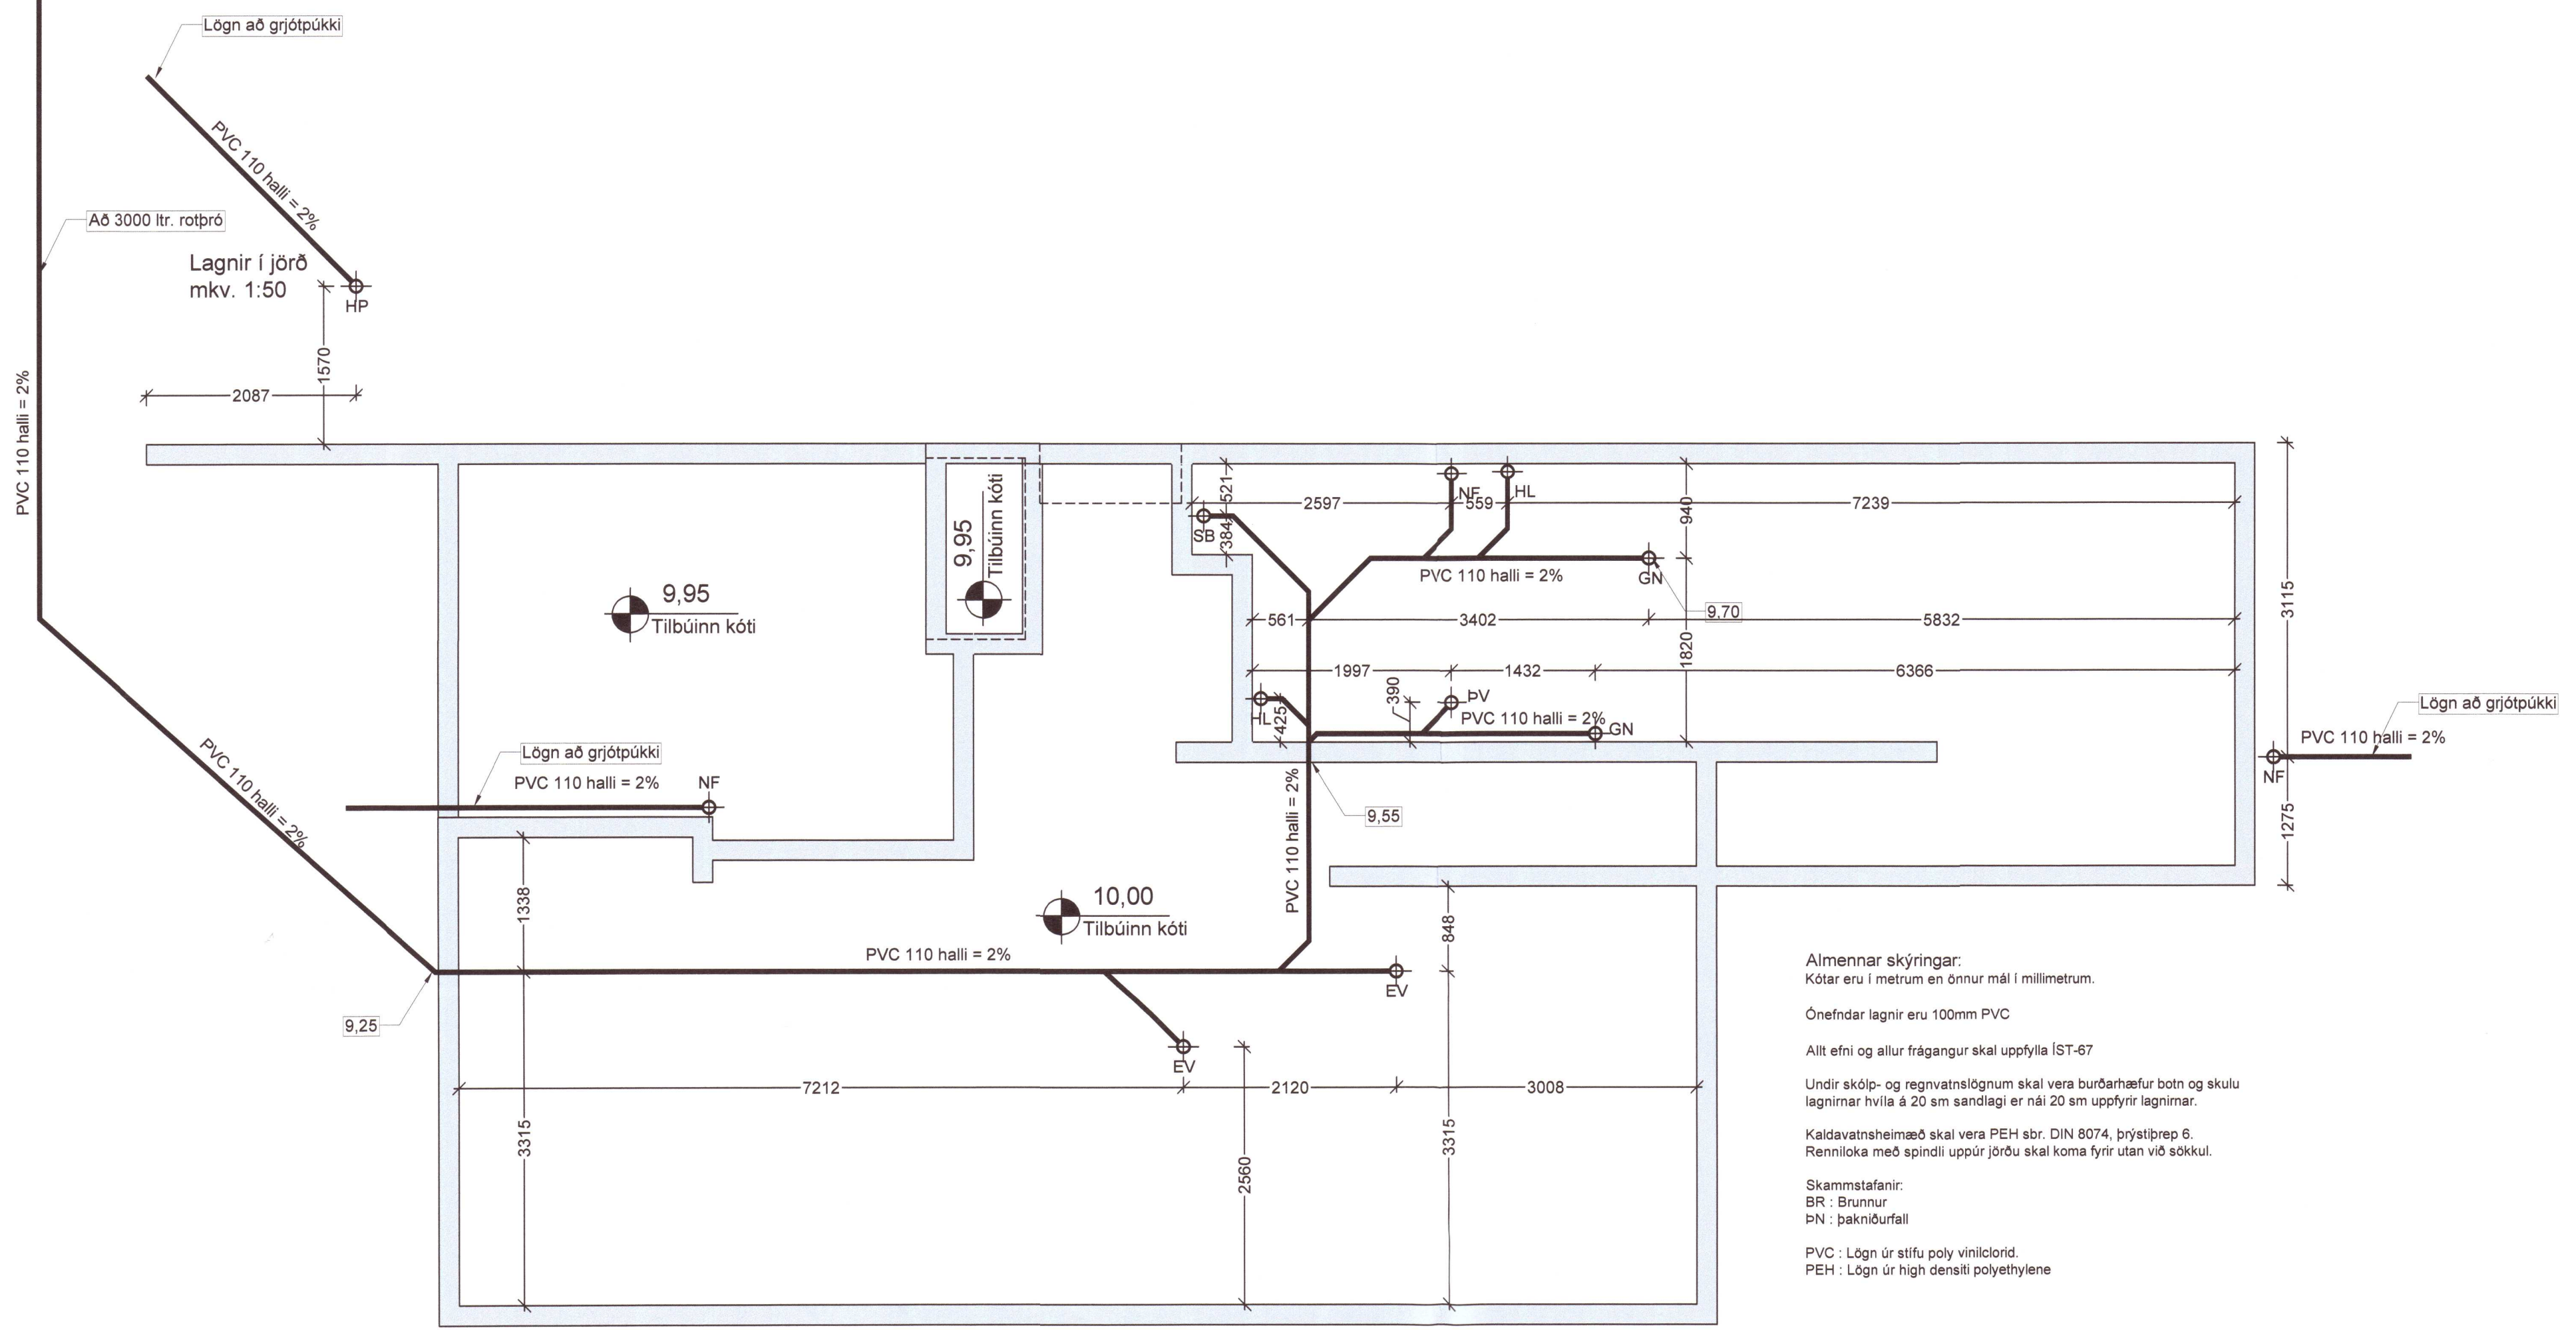 Lögn að grjótpúkki
PVC 110 halli = 2%
Að 3000 ltr. rotþró
Lagnir í jörð
mkv. 1:50
HP
1570
2087
PVC 110 halli = 2%
521
2597
NF
559
HL
940
7239
SB
384
9,95
Tilbúinn kóti
9,95
Tilbúinn kóti
PVC 110 halli = 2%
GN
9,70
561
3402
5832
3115
1820
1997
1432
6366
390
ÞV
HL
425
PVC 110 halli = 2%
GN
Lögn að grjótpúkki
PVC 110 halli = 2%
NF
1275
PVC 110 halli = 2%
Lögn að grjótpúkki
PVC 110 halli = 2%
NF
PVC 110 halli = 2%
9,55
1338
10,00
Tilbúinn kóti
848
PVC 110 halli = 2%
EV
9,25
EV
7212
2120
3008
3315
2560
3315
Almennar skýringar:
Kótar eru í metrum en önnur mál í millimetrum.
Ónefndar lagnir eru 100mm PVC
Allt efni og allur frágangur skal uppfylla ÍST-67
Undir skólp- og regnvatnslögnum skal vera burðarhæfur botn og skulu
lagnirnar hvíla á 20 sm sandlagi er nái 20 sm uppfyrir lagnirnar.
Kaldavatnsheimæð skal vera PEH sbr. DIN 8074, þrýstiþrep 6.
Renniloka með spindli uppúr jörðu skal koma fyrir utan við sökkul.
Skammstafanir:
BR : Brunnur
ÞN : þakniðurfall
PVC : Lögn úr stífu poly vinilclorid.
PEH : Lögn úr high densiti polyethylene